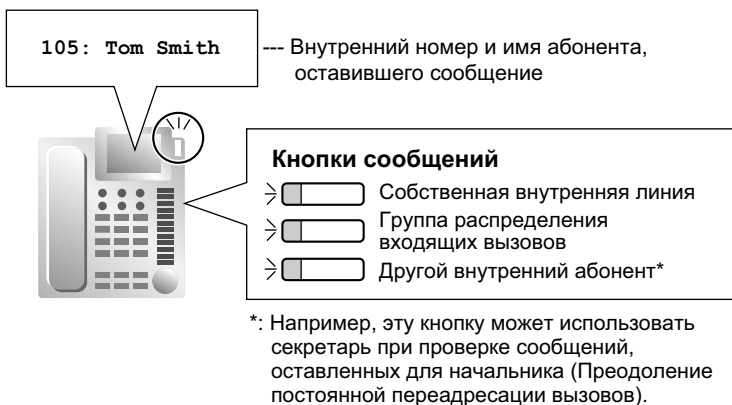 105: Tom Smith
--- Внутренний номер и имя абонента,
оставившего сообщение
Кнопки сообщений
Собственная внутренняя линия
Группа распределения
входящих вызовов
Другой внутренний абонент*
*: Например, эту кнопку может использовать
секретарь при проверке сообщений,
оставленных для начальника (Преодоление
постоянной переадресации вызовов).